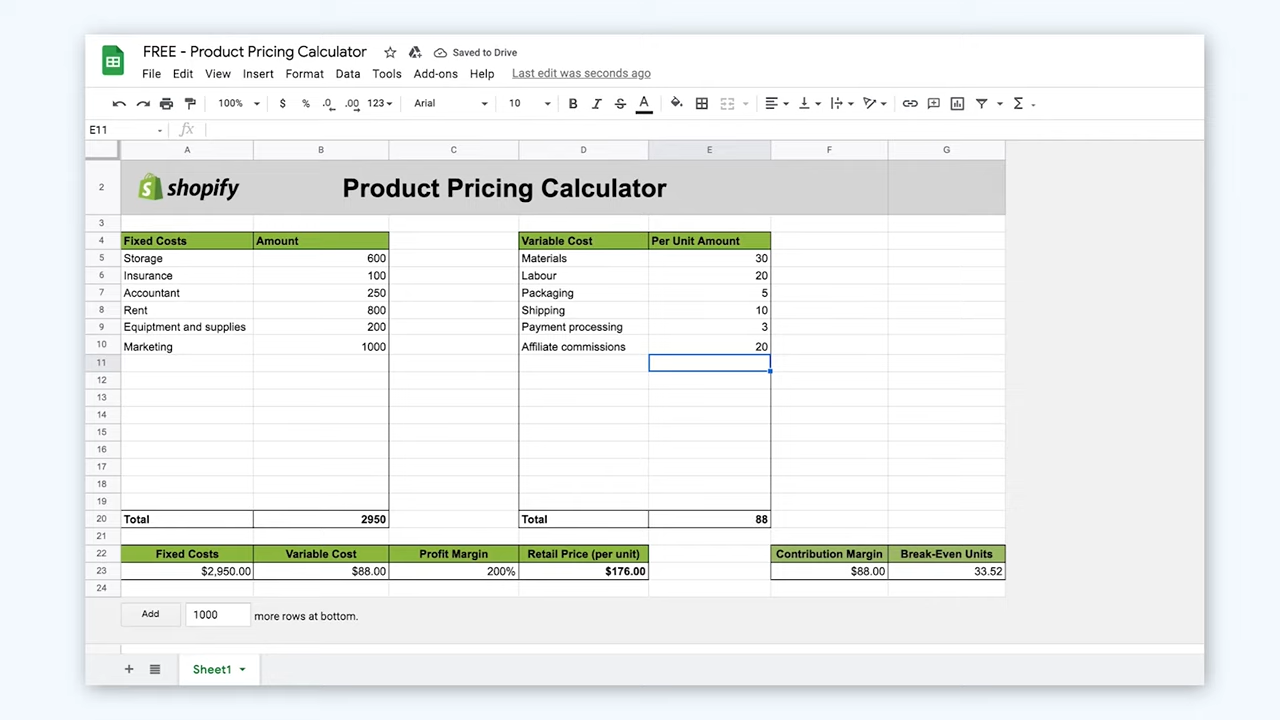 FREE - Product Pricing Calculator
Saved to Drive
File Edit View Insert Format Data Tools Add-ons Help Last edit was seconds ago
100% $ % .0 .00 123 Arial 10 B I S A Σ
E11 fx
A B C D E F G
2 shopify Product Pricing Calculator
3
4 Fixed Costs Amount Variable Cost Per Unit Amount
5 Storage 600 Materials 30
6 Insurance 100 Labour 20
7 Accountant 250 Packaging 5
8 Rent 800 Shipping 10
9 Equiptment and supplies 200 Payment processing 3
10 Marketing 1000 Affiliate commissions 20
11
12
13
14
15
16
17
18
19
20 Total 2950 Total 88
21
22 Fixed Costs Variable Cost Profit Margin Retail Price (per unit) Contribution Margin Break-Even Units
23 $2,950.00 $88.00 200% $176.00 $88.00 33.52
24
Add 1000 more rows at bottom.
+ Sheet1